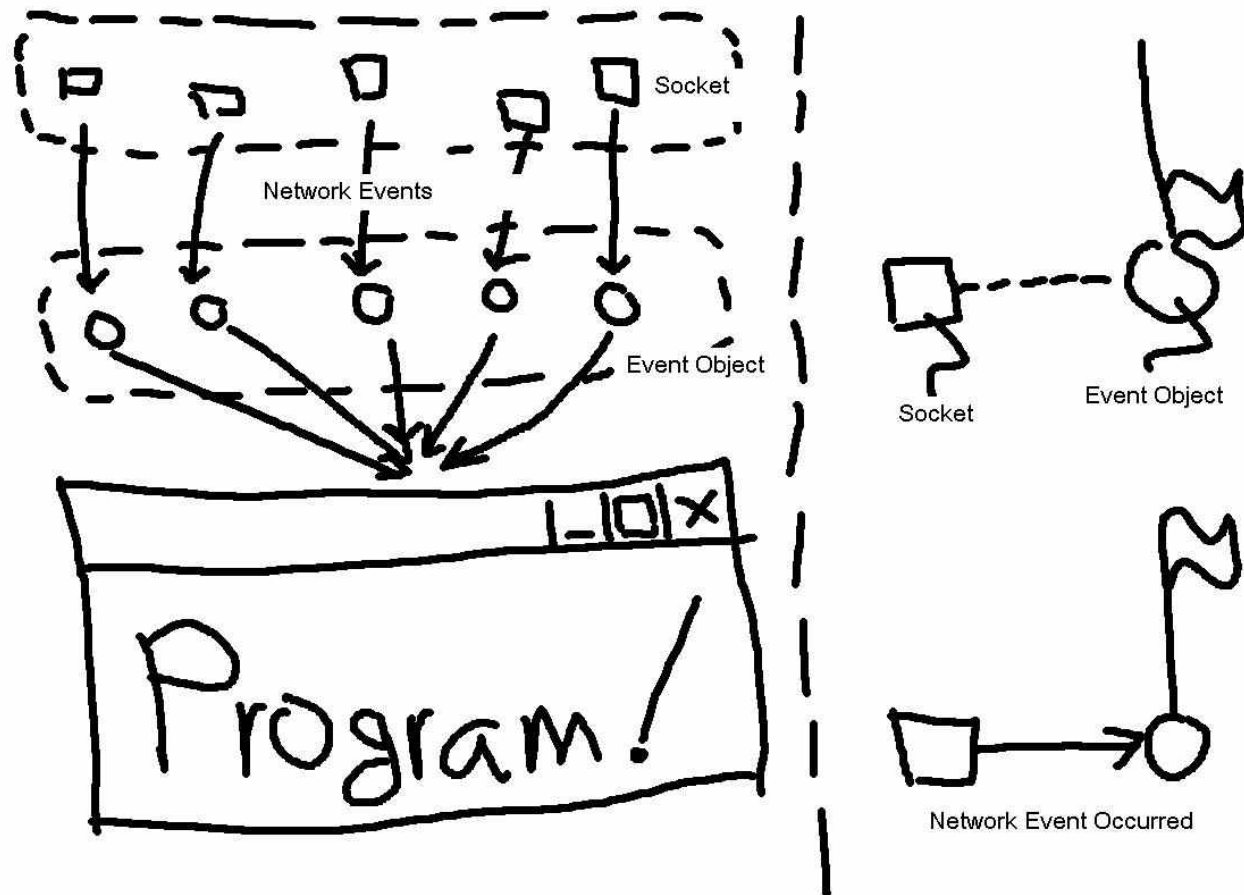 Socket
Network Events
Event Object
Program!
Socket
Event Object
Network Event Occurred